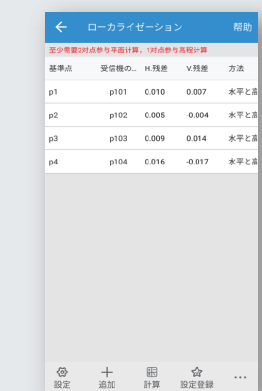 ← ローカライゼーション 帮助
至少需要2对点参与平面计算，1对点参与高程计算
基準点 受信機の... H.残差 V.残差 方法
p1 p101 0.010 0.007 水平と高
p2 p102 0.005 -0.004 水平と高
p3 p103 0.009 0.014 水平と高
p4 p104 0.016 -0.017 水平と高
設定 追加 計算 設定登録 ...